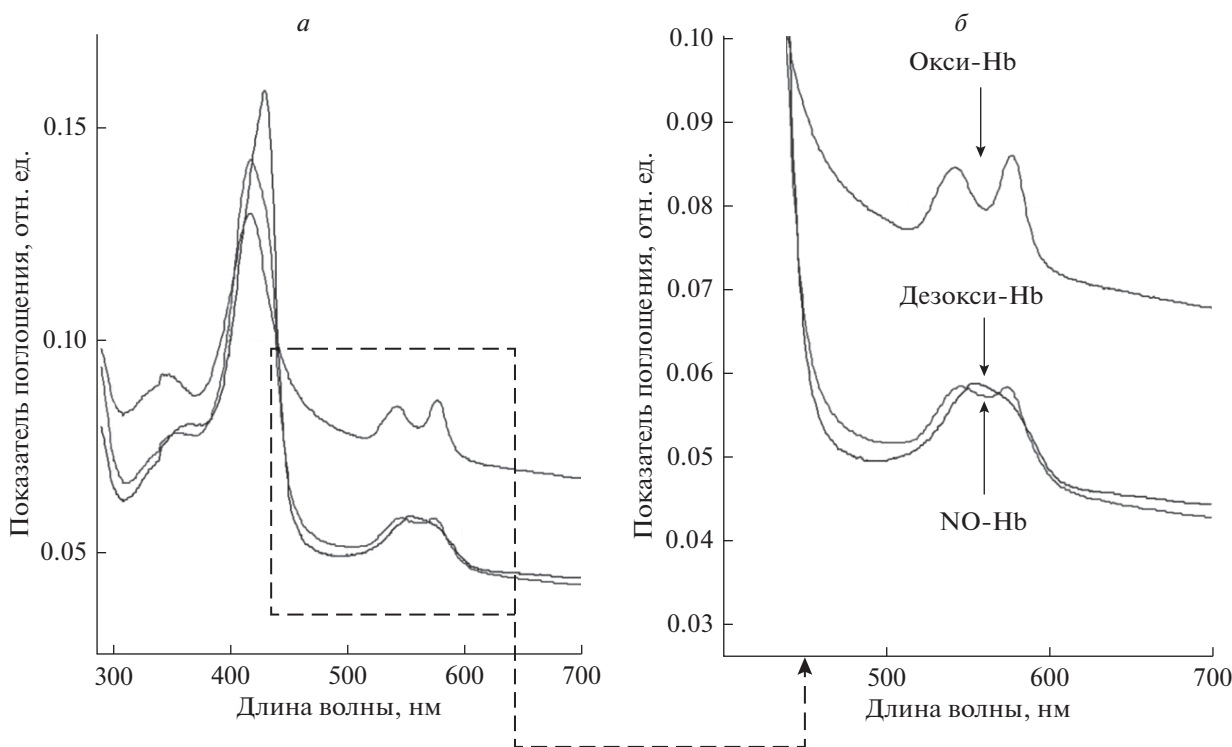 а
Показатель поглощения, отн. ед.
0.15
0.10
0.05
300
400
500
600
700
Длина волны, нм
б
Показатель поглощения, отн. ед.
0.10
0.09
0.08
0.07
0.06
0.05
0.04
0.03
Окси-Hb
Дезокси-Hb
NO-Hb
500
600
700
Длина волны, нм